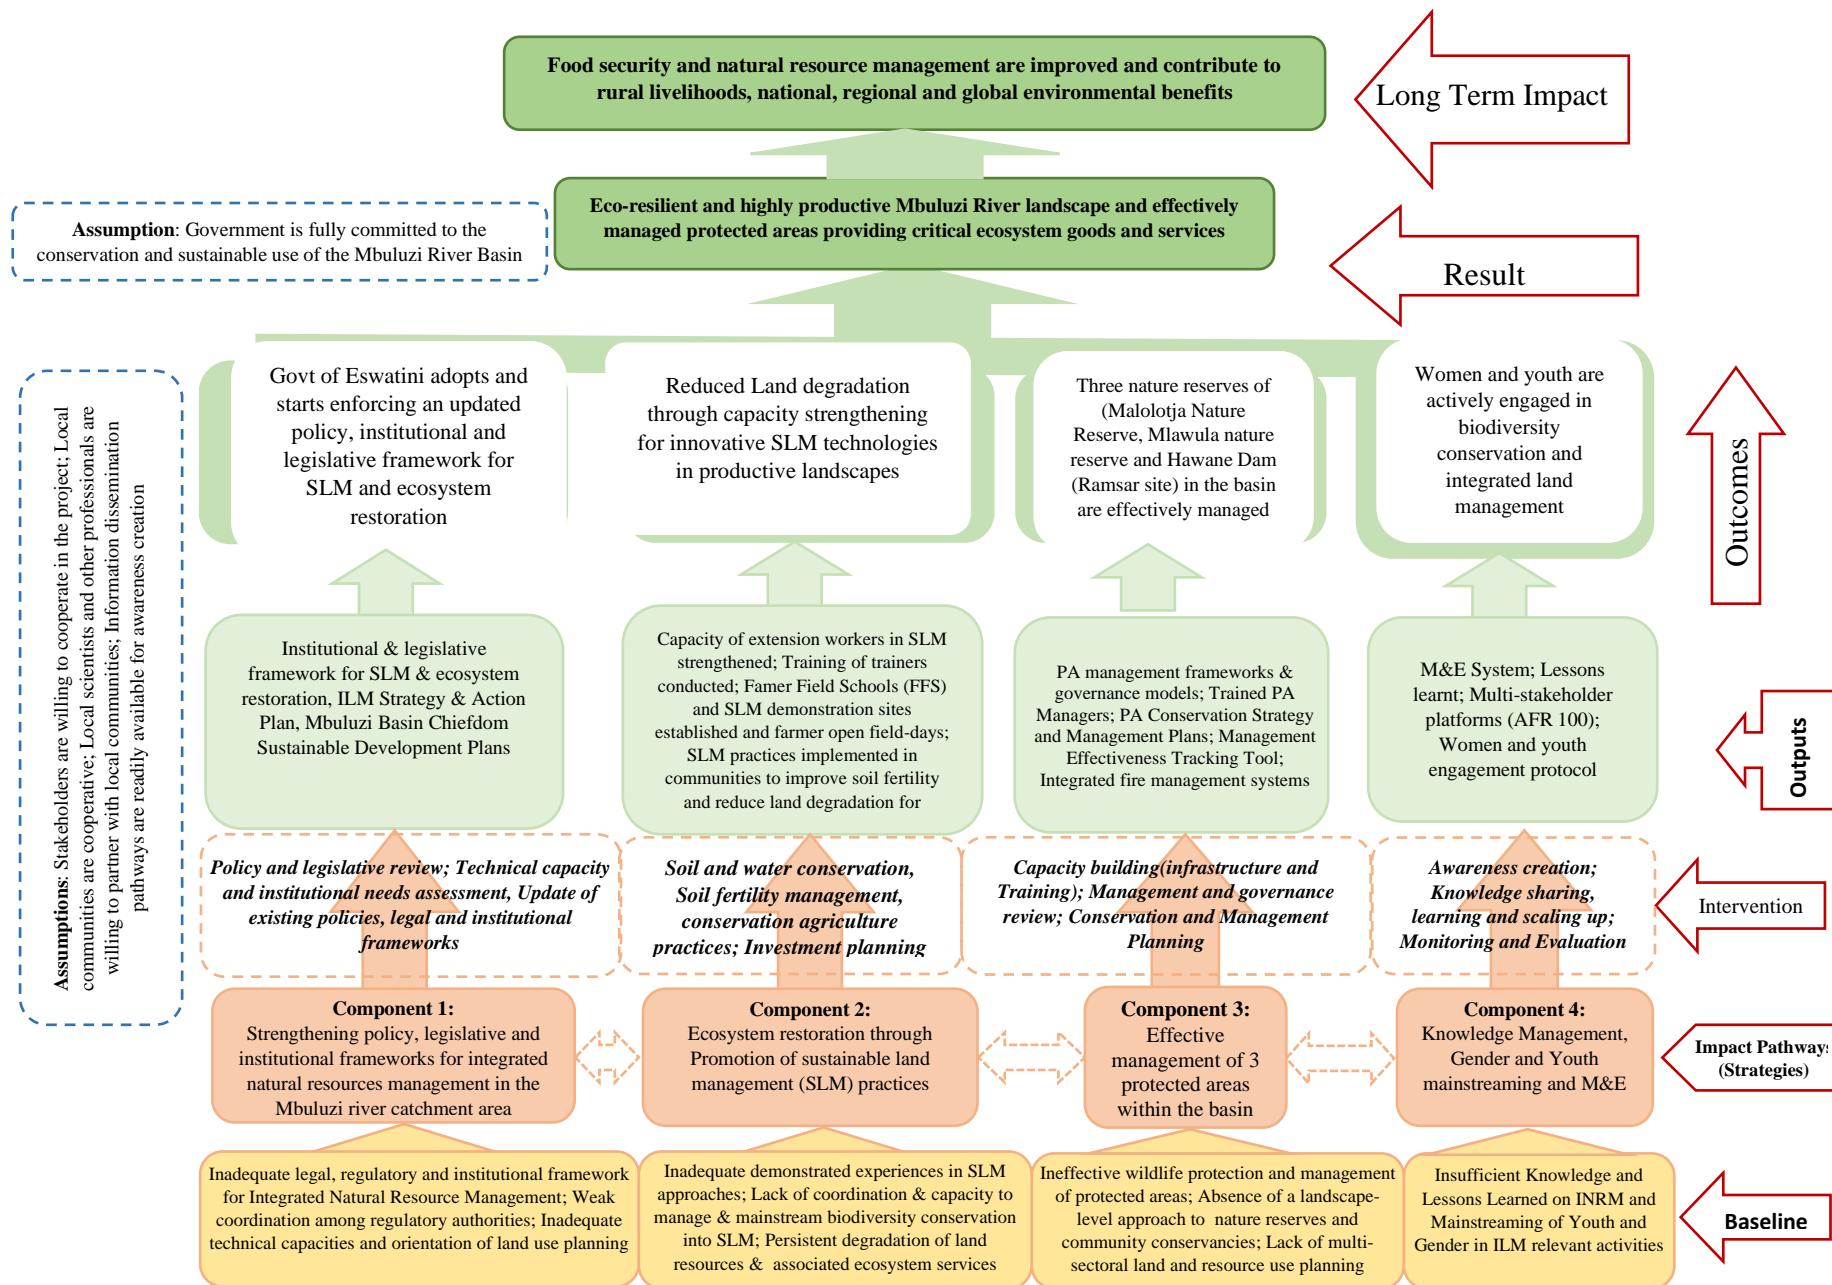 Food security and natural resource management are improved and contribute to
rural livelihoods, national, regional and global environmental benefits
Long Term Impact
Eco-resilient and highly productive Mbuluzi River landscape and effectively
managed protected areas providing critical ecosystem goods and services
Assumption: Government is fully committed to the
conservation and sustainable use of the Mbuluzi River Basin
Result
Assumptions: Stakeholders are willing to cooperate in the project; Local
communities are cooperative; Local scientists and other professionals are
willing to partner with local communities; Information dissemination
pathways are readily available for awareness creation
Govt of Eswatini adopts and
starts enforcing an updated
policy, institutional and
legislative framework for
SLM and ecosystem
restoration
Reduced Land degradation
through capacity strengthening
for innovative SLM technologies
in productive landscapes
Three nature reserves of
(Malolotja Nature
Reserve, Mlawula nature
reserve and Hawane Dam
(Ramsar site) in the basin
are effectively managed
Women and youth are
actively engaged in
biodiversity
conservation and
integrated land
management
Outcomes
Institutional & legislative
framework for SLM & ecosystem
restoration, ILM Strategy & Action
Plan, Mbuluzi Basin Chiefdom
Sustainable Development Plans
Capacity of extension workers in SLM
strengthened; Training of trainers
conducted; Famer Field Schools (FFS)
and SLM demonstration sites
established and farmer open field-days;
SLM practices implemented in
communities to improve soil fertility
and reduce land degradation for
PA management frameworks &
governance models; Trained PA
Managers; PA Conservation Strategy
and Management Plans; Management
Effectiveness Tracking Tool;
Integrated fire management systems
M&E System; Lessons
learnt; Multi-stakeholder
platforms (AFR 100);
Women and youth
engagement protocol
Outputs
Policy and legislative review; Technical capacity
and institutional needs assessment, Update of
existing policies, legal and institutional
frameworks
Soil and water conservation,
Soil fertility management,
conservation agriculture
practices; Investment planning
Capacity building(infrastructure and
Training); Management and governance
review; Conservation and Management
Planning
Awareness creation;
Knowledge sharing,
learning and scaling up;
Monitoring and Evaluation
Intervention
Component 1:
Strengthening policy, legislative and
institutional frameworks for integrated
natural resources management in the
Mbuluzi river catchment area
Component 2:
Ecosystem restoration through
Promotion of sustainable land
management (SLM) practices
Component 3:
Effective
management of 3
protected areas
within the basin
Component 4:
Knowledge Management,
Gender and Youth
mainstreaming and M&E
Impact Pathways
(Strategies)
Inadequate legal, regulatory and institutional framework
for Integrated Natural Resource Management; Weak
coordination among regulatory authorities; Inadequate
technical capacities and orientation of land use planning
Inadequate demonstrated experiences in SLM
approaches; Lack of coordination & capacity to
manage & mainstream biodiversity conservation
into SLM; Persistent degradation of land
resources & associated ecosystem services
Ineffective wildlife protection and management
of protected areas; Absence of a landscape-
level approach to nature reserves and
community conservancies; Lack of multi-
sectoral land and resource use planning
Insufficient Knowledge and
Lessons Learned on INRM and
Mainstreaming of Youth and
Gender in ILM relevant activities
Baseline